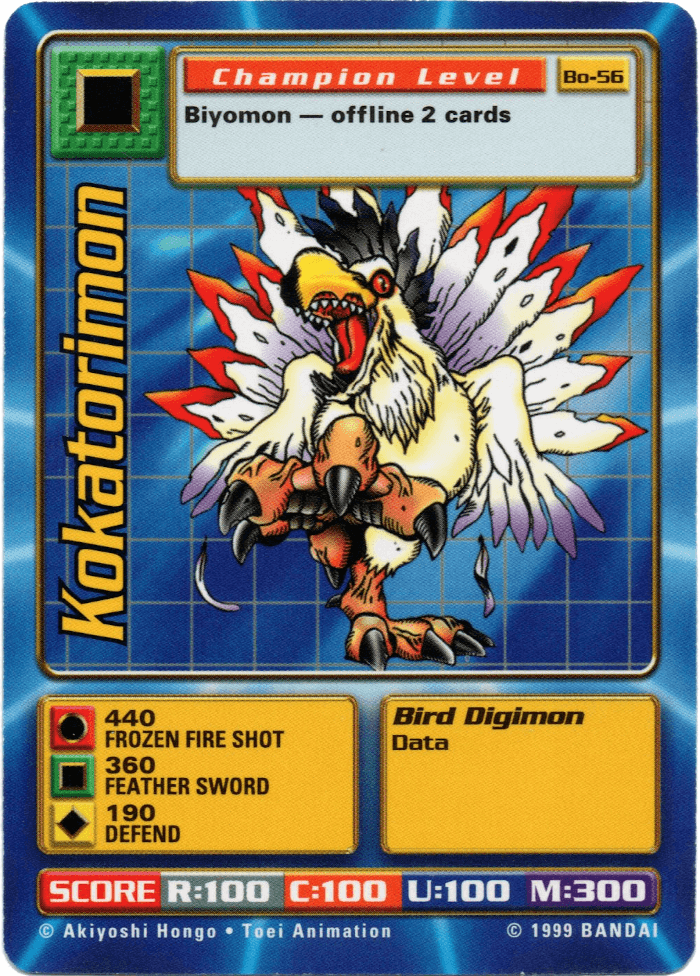 Champion Level
Bo-56
Biyomon — offline 2 cards
Kokatorimon
440
FROZEN FIRE SHOT
360
FEATHER SWORD
190
DEFEND
Bird Digimon
Data
SCORE R:100 C:100 U:100 M:300
© Akiyoshi Hongo • Toei Animation © 1999 BANDAI